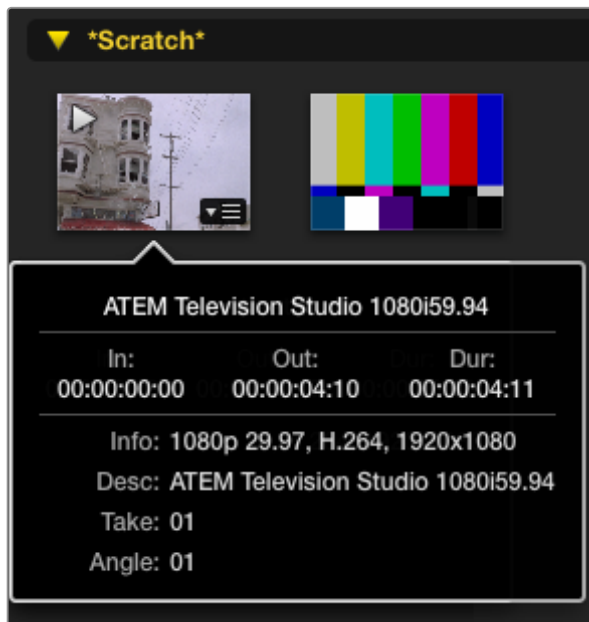 *Scratch*
ATEM Television Studio 1080i59.94
In: Out: Dur:
00:00:00:00 00:00:04:10 00:00:04:11
Info: 1080p 29.97, H.264, 1920x1080
Desc: ATEM Television Studio 1080i59.94
Take: 01
Angle: 01